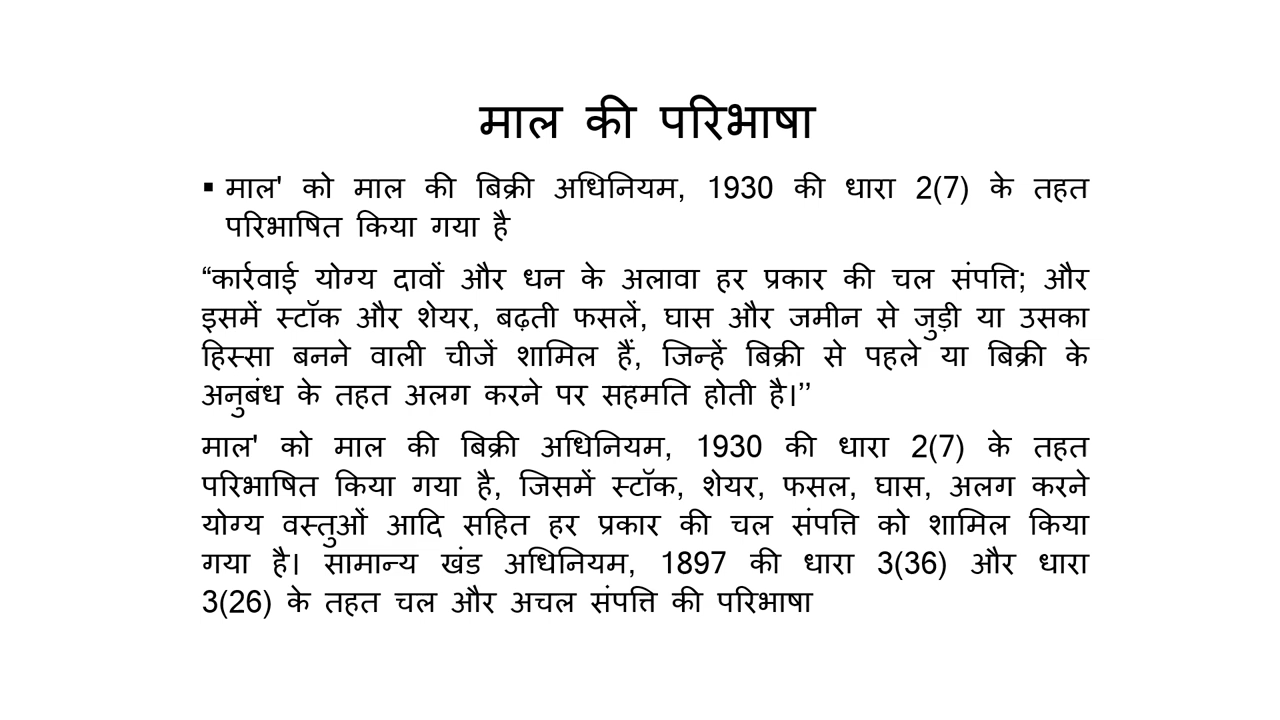 माल की परिभाषा
▪ माल' को माल की बिक्री अधिनियम, 1930 की धारा 2(7) के तहत
परिभाषित किया गया है
“कार्रवाई योग्य दावों और धन के अलावा हर प्रकार की चल संपत्ति; और
इसमें स्टॉक और शेयर, बढ़ती फसलें, घास और जमीन से जुड़ी या उसका
हिस्सा बनने वाली चीजें शामिल हैं, जिन्हें बिक्री से पहले या बिक्री के
अनुबंध के तहत अलग करने पर सहमति होती है।’’
माल' को माल की बिक्री अधिनियम, 1930 की धारा 2(7) के तहत
परिभाषित किया गया है, जिसमें स्टॉक, शेयर, फसल, घास, अलग करने
योग्य वस्तुओं आदि सहित हर प्रकार की चल संपत्ति को शामिल किया
गया है। सामान्य खंड अधिनियम, 1897 की धारा 3(36) और धारा
3(26) के तहत चल और अचल संपत्ति की परिभाषा